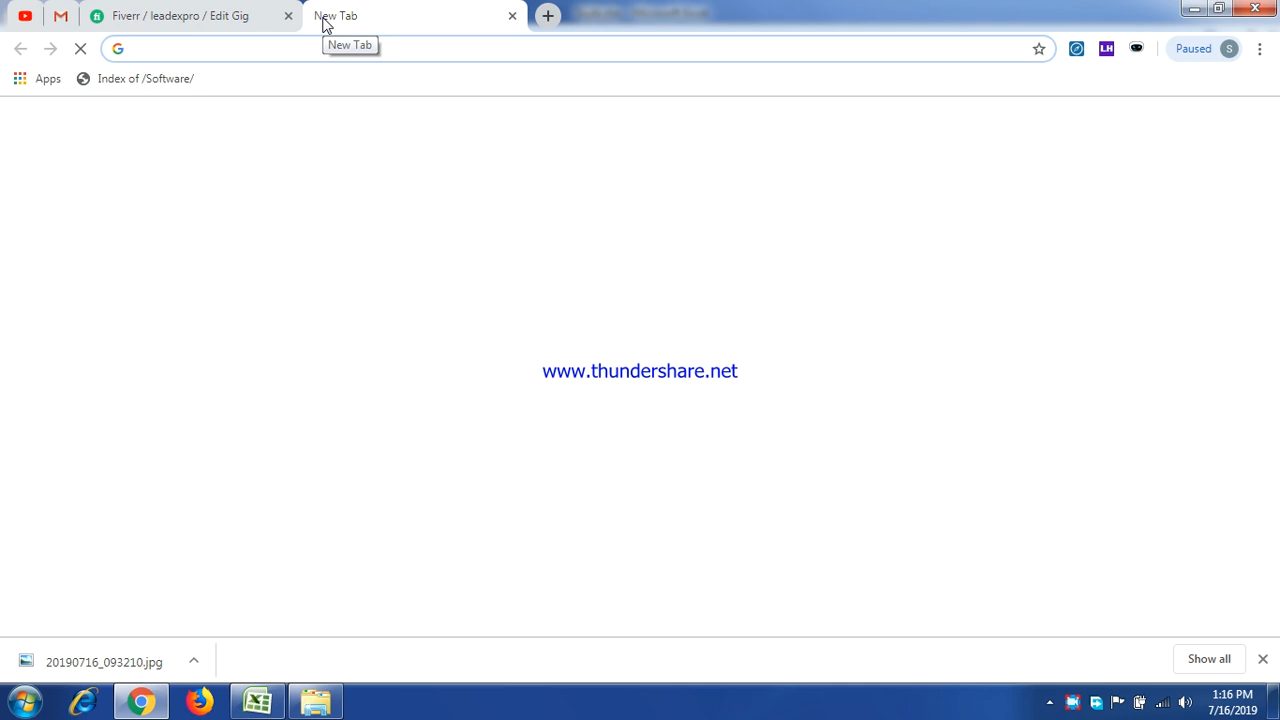 Fiverr / leadexpro / Edit Gig
New Tab
New Tab
Paused S
LH
Apps
Index of /Software/
www.thundershare.net
20190716_093210.jpg
Show all
1:16 PM
7/16/2019